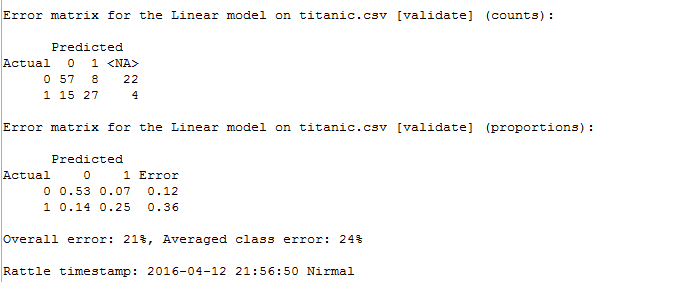 Error matrix for the Linear model on titanic.csv [validate] (counts):
Predicted
Actual 0 1 <NA>
0 57 8 22
1 15 27 4
Error matrix for the Linear model on titanic.csv [validate] (proportions):
Predicted
Actual 0 1 Error
0 0.53 0.07 0.12
1 0.14 0.25 0.36
Overall error: 21%, Averaged class error: 24%
Rattle timestamp: 2016-04-12 21:56:50 Nirmal